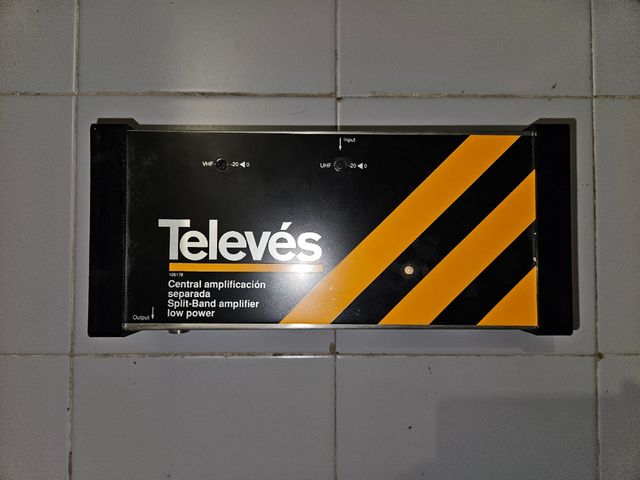 Input
VHF -20 ◀ 0
UHF -20 ◀ 0
Televés
Central amplificación
separada
Split-Band amplifier
low power
Output